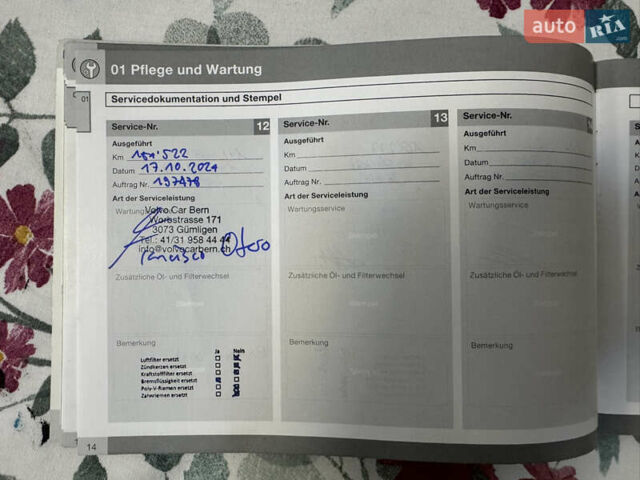 auto RIA
.com
01 Pflege und Wartung
01
Servicedokumentation und Stempel
Service-Nr. 12
Ausgeführt
Km 181'522
Datum 17.10.2021
Auftrag Nr. 197478
Art der Serviceleistung
Wartungsservice
Volvo Car Bern
Worbstrasse 171
3073 Gümligen
Tel.: 41/31 958 44 44
info@volvocarbern.ch
Francisco Otero
Zusätzliche Öl- und Filterwechsel
Bemerkung
Ja Nein
Luftfilter ersetzt
Zündkerzen ersetzt
Kraftstofffilter ersetzt
Bremsflüssigkeit ersetzt
Poly-V-Riemen ersetzt
Zahnriemen ersetzt
14
Service-Nr. 13
Ausgeführt
Km
Datum
Auftrag Nr.
Art der Serviceleistung
Wartungsservice
Zusätzliche Öl- und Filterwechsel
Bemerkung
Service-Nr.
Ausgeführt
Km
Datum
Auftrag Nr.
Art der Serviceleistung
Wartungsservice
Zusätzliche Öl- und Filterwechsel
Bemerkung